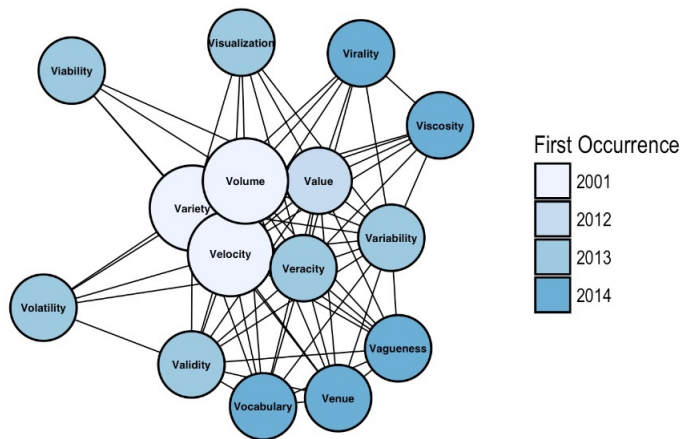 Visualization
Virality
Viability
Viscosity
Volume
Value
Variety
Variability
Velocity
Veracity
Volatility
Vagueness
Validity
Venue
Vocabulary
First Occurrence
2001
2012
2013
2014